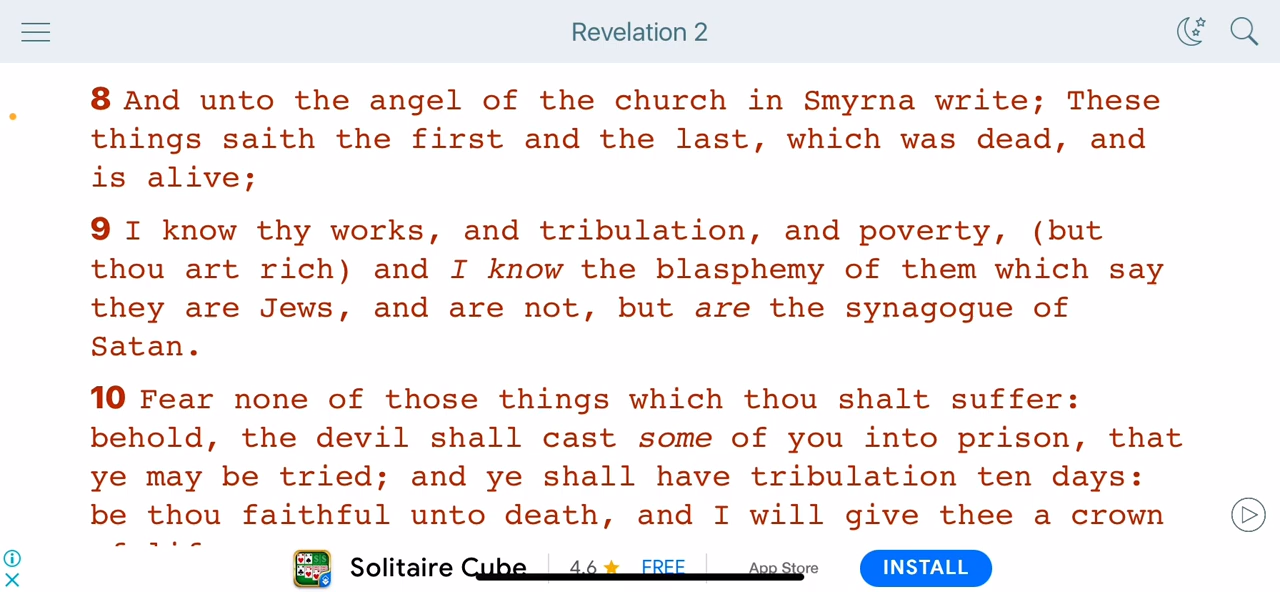 Revelation 2
8 And unto the angel of the church in Smyrna write; These
things saith the first and the last, which was dead, and
is alive;
9 I know thy works, and tribulation, and poverty, (but
thou art rich) and I know the blasphemy of them which say
they are Jews, and are not, but are the synagogue of
Satan.
10 Fear none of those things which thou shalt suffer:
behold, the devil shall cast some of you into prison, that
ye may be tried; and ye shall have tribulation ten days:
be thou faithful unto death, and I will give thee a crown
Solitaire Cube 4.6 FREE App Store INSTALL